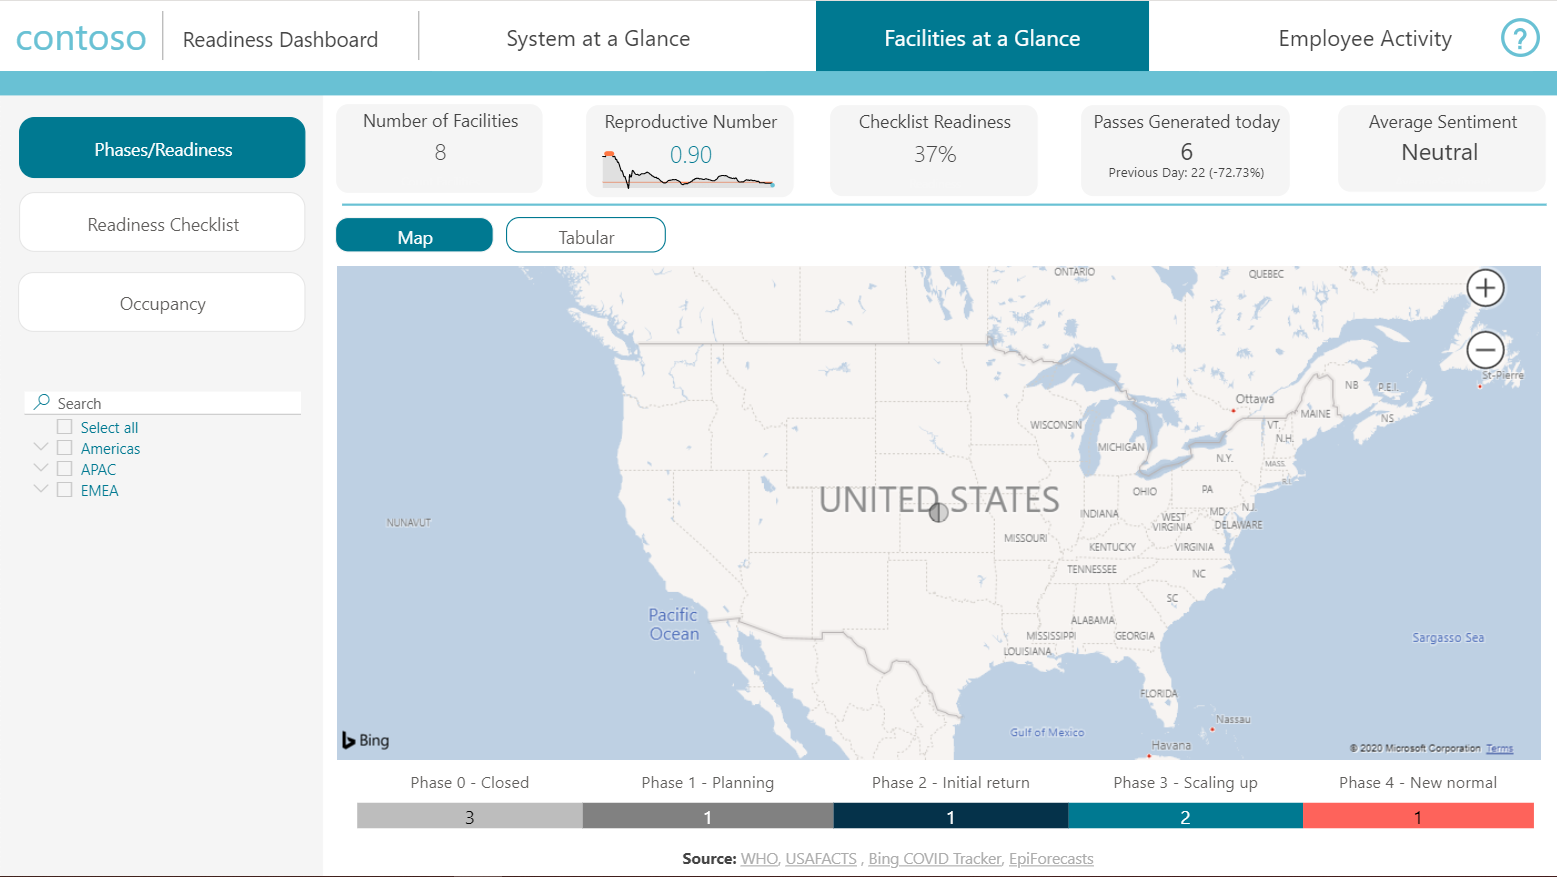 contoso
Readiness Dashboard
System at a Glance
Facilities at a Glance
Employee Activity
?
Phases/Readiness
Readiness Checklist
Occupancy
Search
Select all
Americas
APAC
EMEA
Number of Facilities
8
Reproductive Number
0.90
Checklist Readiness
37%
Passes Generated today
6
Previous Day: 22 (-72.73%)
Average Sentiment
Neutral
Map
Tabular
ONTARIO
QUEBEC
St-Pierre
NB
P.E.I.
Ottawa
MAINE
NS
WISCONSIN
VT.
N.H.
MICHIGAN
N.Y.
MASS.
R.I.
UNITED STATES
OHIO
PA
NUNAVUT
INDIANA
WEST VIRGINIA
MD
N.J.
DELAWARE
MISSOURI
KENTUCKY
VIRGINIA
TENNESSEE
NC
SC
Pacific
Ocean
ALABAMA
MISSISSIPPI
GEORGIA
Sargasso Sea
LOUISIANA
FLORIDA
Nassau
Gulf of Mexico
Havana
Bing
© 2020 Microsoft Corporation Terms
Phase 0 - Closed
Phase 1 - Planning
Phase 2 - Initial return
Phase 3 - Scaling up
Phase 4 - New normal
3
1
1
2
1
Source: WHO, USAFACTS , Bing COVID Tracker, EpiForecasts